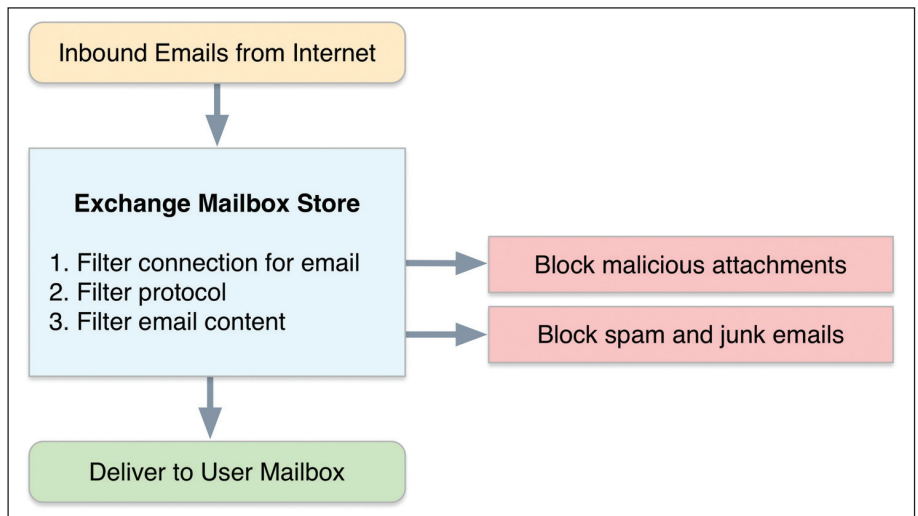 Inbound Emails from Internet
Exchange Mailbox Store
1. Filter connection for email
2. Filter protocol
3. Filter email content
Block malicious attachments
Block spam and junk emails
Deliver to User Mailbox